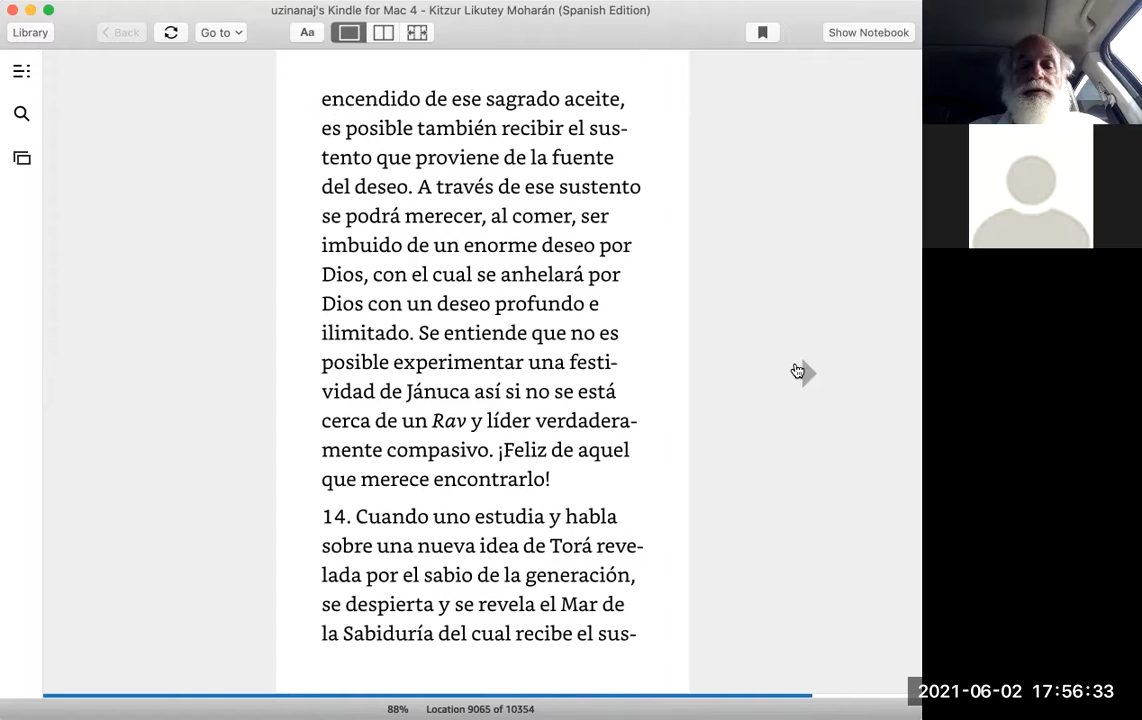 uzinanaj's Kindle for Mac 4 - Kitzur Likutey Moharán (Spanish Edition)
Library
Back
Go to
Aa
Show Notebook
encendido de ese sagrado aceite,
es posible también recibir el sus-
tento que proviene de la fuente
del deseo. A través de ese sustento
se podrá merecer, al comer, ser
imbuido de un enorme deseo por
Dios, con el cual se anhelará por
Dios con un deseo profundo e
ilimitado. Se entiende que no es
posible experimentar una festi-
vidad de Jánuca así si no se está
cerca de un Rav y líder verdadera-
mente compasivo. ¡Feliz de aquel
que merece encontrarlo!
14. Cuando uno estudia y habla
sobre una nueva idea de Torá reve-
lada por el sabio de la generación,
se despierta y se revela el Mar de
la Sabiduría del cual recibe el sus-
88% Location 9065 of 10354
2021-06-02 17:56:33